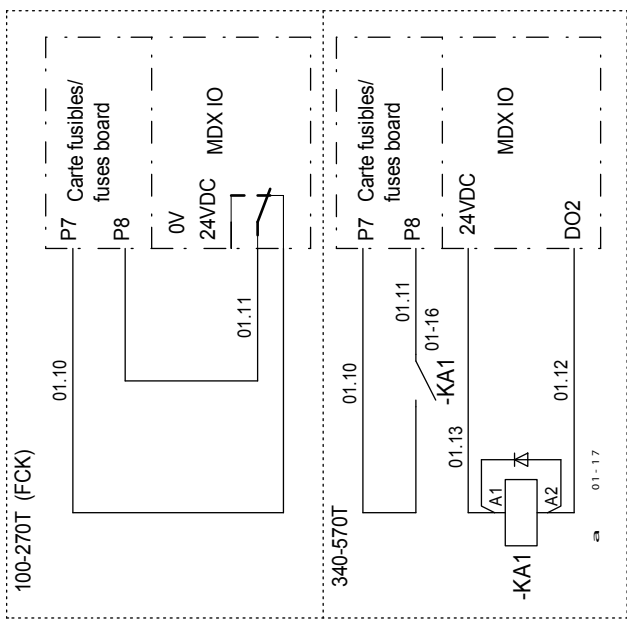 100-270T (FCK)
Carte fusibles/
fuses board
P7
P8
MDX IO
0V
24VDC
01.10
01.11
340-570T
Carte fusibles/
fuses board
P7
P8
MDX IO
24VDC
DO2
01.10
01.11
01-16
-KA1
01.13
01.12
A1
A2
-KA1
a
01-17